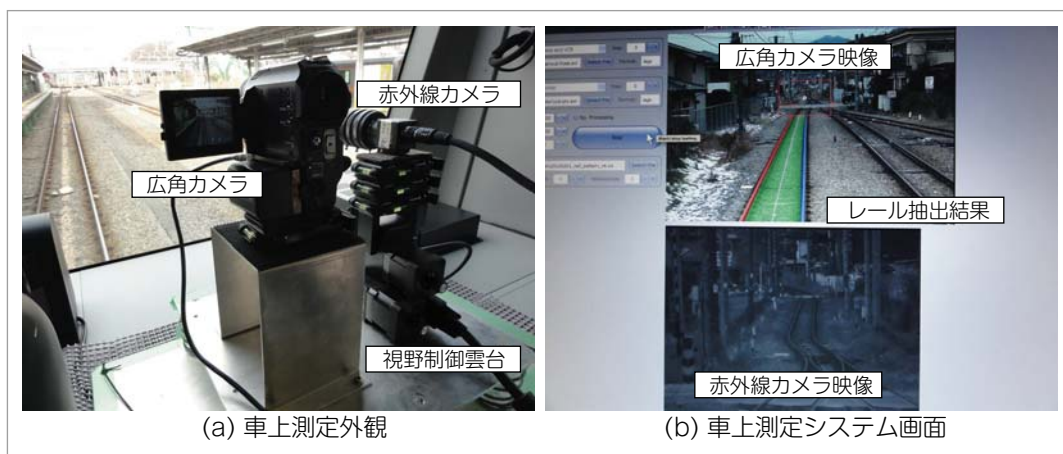 赤外線カメラ
広角カメラ
視野制御雲台
(a) 車上測定外観
広角カメラ映像
レール抽出結果
赤外線カメラ映像
(b) 車上測定システム画面